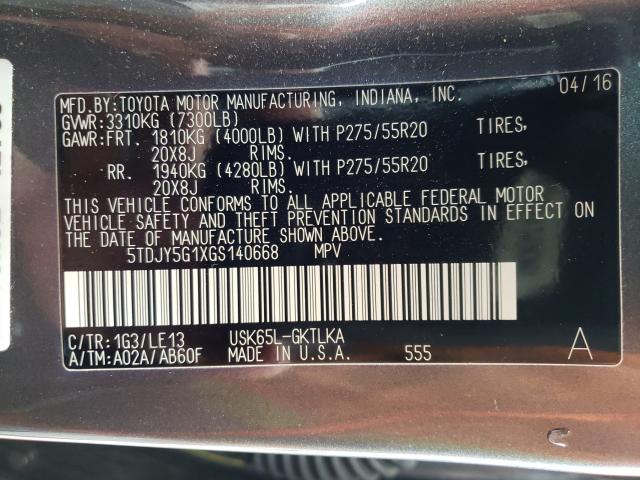 MFD.BY:TOYOTA MOTOR MANUFACTURING, INDIANA, INC. 04/16
GVWR:3310KG (7300LB)
GAWR:FRT. 1810KG (4000LB) WITH P275/55R20 TIRES,
20X8J RIMS.
RR. 1940KG (4280LB) WITH P275/55R20 TIRES,
20X8J RIMS.
THIS VEHICLE CONFORMS TO ALL APPLICABLE FEDERAL MOTOR
VEHICLE SAFETY AND THEFT PREVENTION STANDARDS IN EFFECT ON
THE DATE OF MANUFACTURE SHOWN ABOVE.
5TDJY5G1XGS140668 MPV
C/TR:1G3/LE13 USK65L-GKTLKA
A/TM:A02A/AB60F MADE IN U.S.A. 555 A